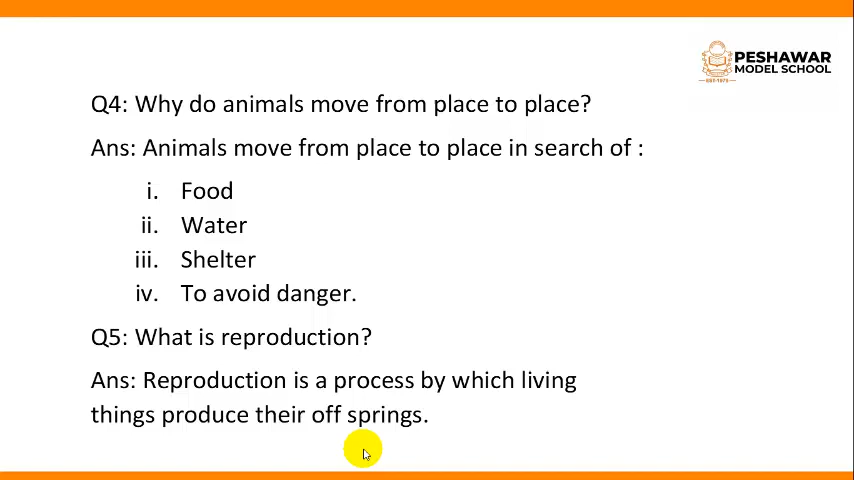 PESHAWAR
MODEL SCHOOL
EST-1979
Q4: Why do animals move from place to place?
Ans: Animals move from place to place in search of :
i. Food
ii. Water
iii. Shelter
iv. To avoid danger.
Q5: What is reproduction?
Ans: Reproduction is a process by which living
things produce their off springs.